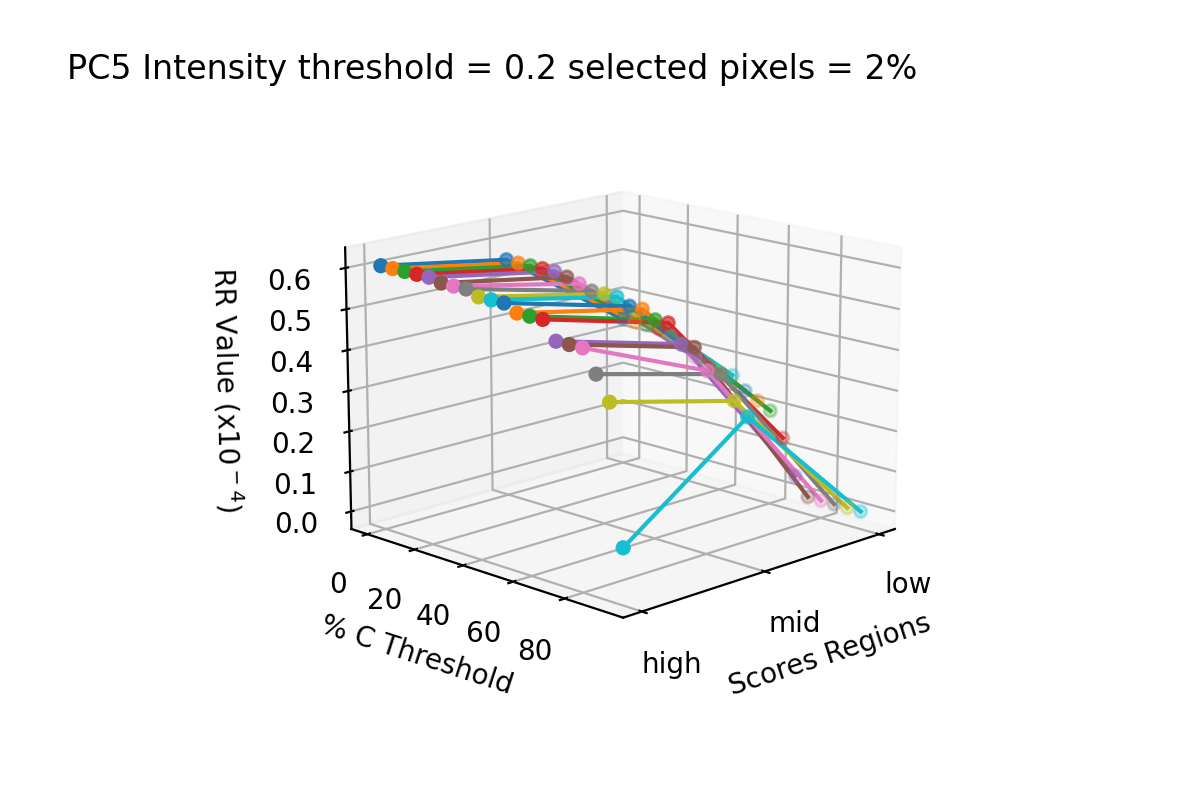 PC5 Intensity threshold = 0.2 selected pixels = 2%
RR Value (x10⁻⁴)
0.6
0.5
0.4
0.3
0.2
0.1
0.0
0
20
40
60
80
% C Threshold
high
mid
low
Scores Regions